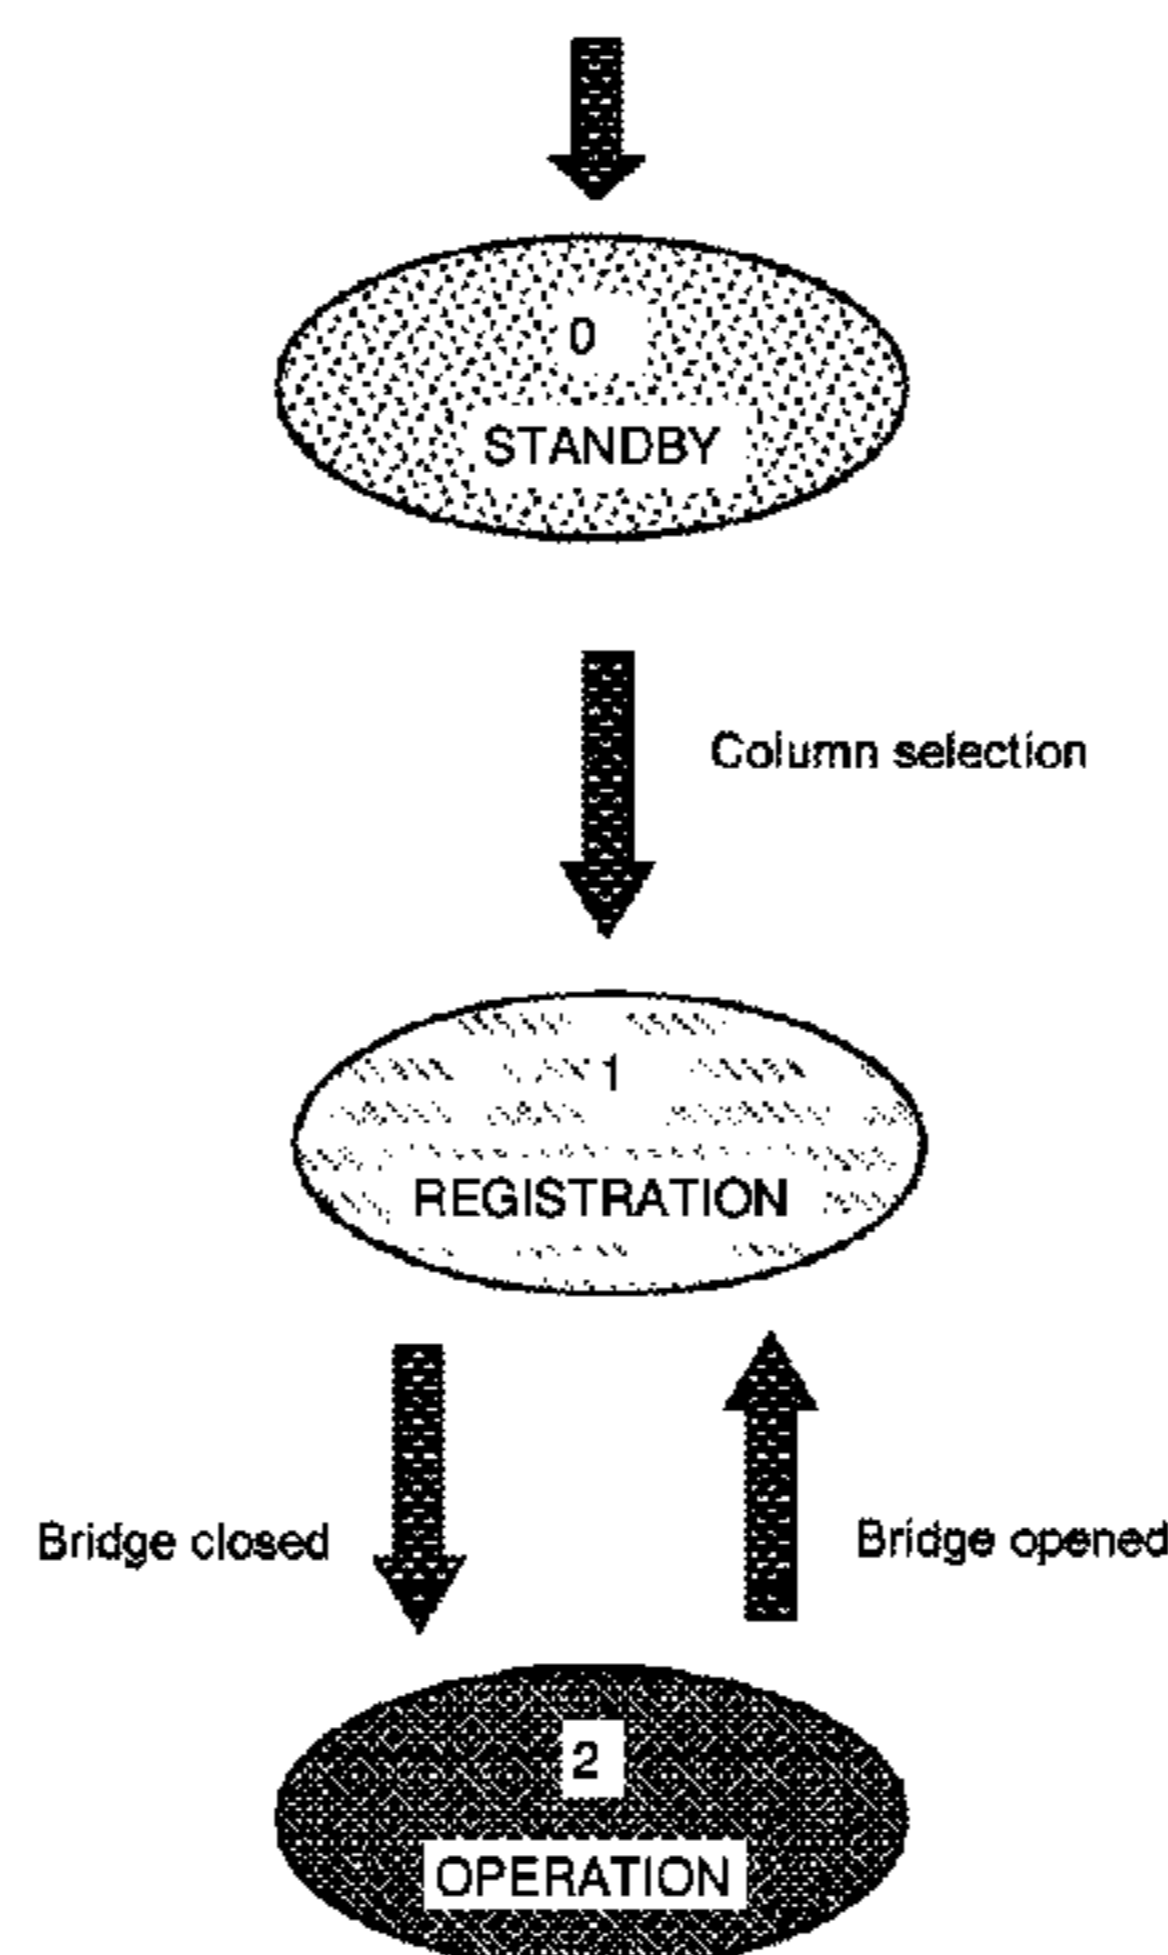 0
STANDBY
Column selection
1
REGISTRATION
Bridge closed
Bridge opened
2
OPERATION